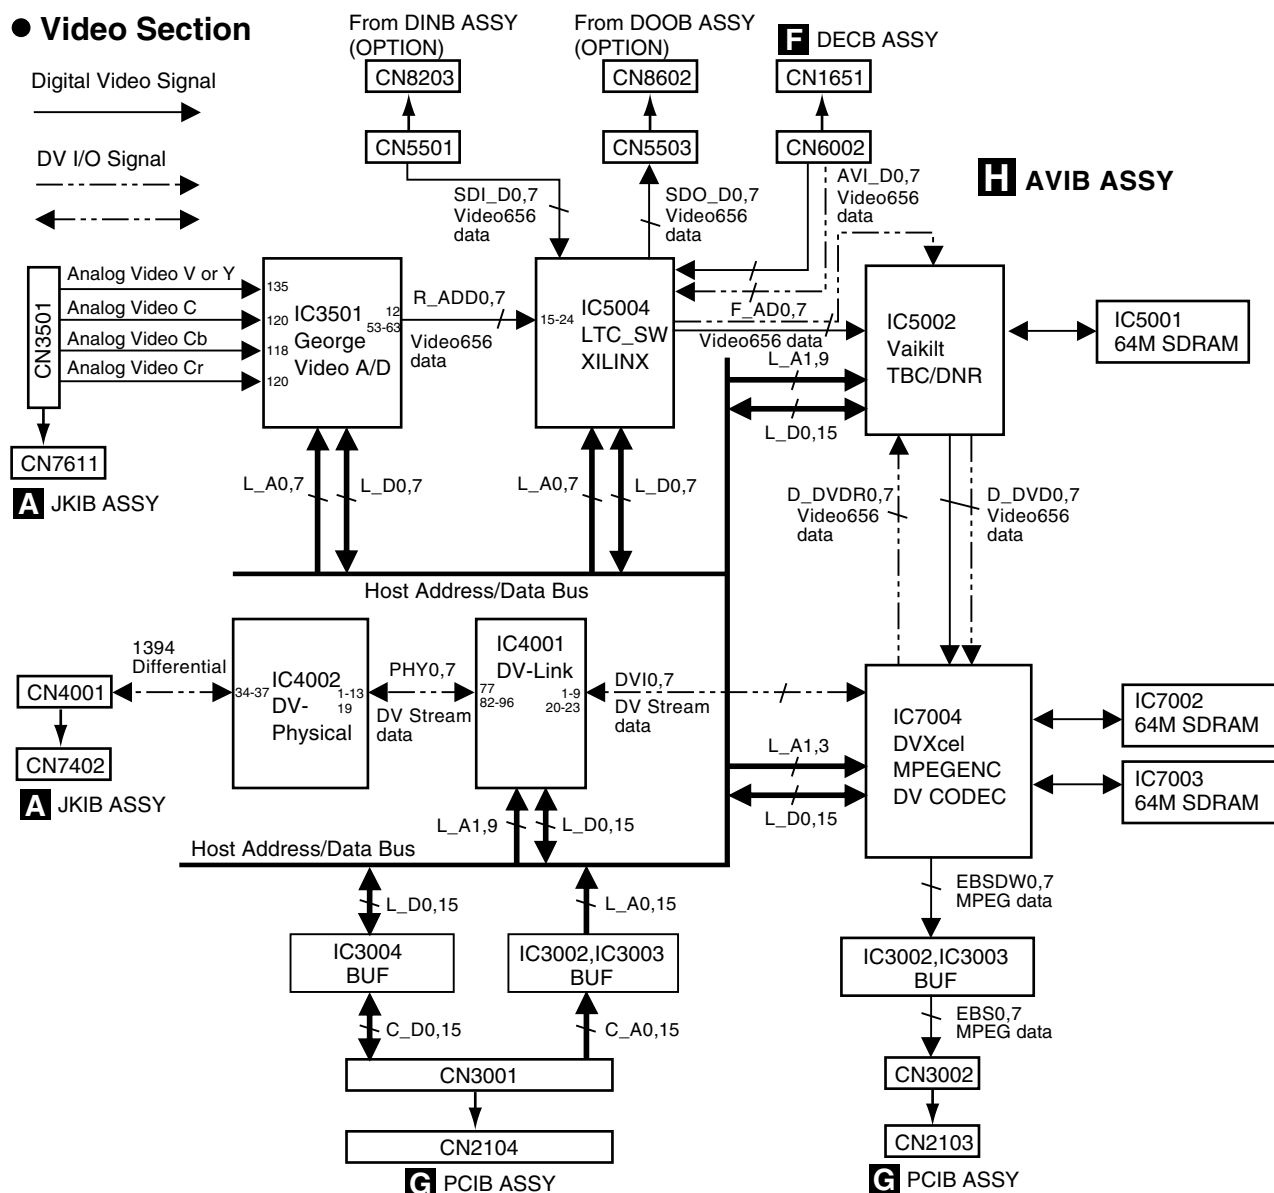 ● Video Section
From DINB ASSY
(OPTION)
From DOOB ASSY
(OPTION)
F DECB ASSY
Digital Video Signal
CN8203
CN8602
CN1651
CN5501
CN5503
CN6002
DV I/O Signal
H AVIB ASSY
SDI_D0,7
Video656
data
SDO_D0,7
Video656
data
AVI_D0,7
Video656
data
CN3501
Analog Video V or Y
Analog Video C
Analog Video Cb
Analog Video Cr
135
120
118
120
IC3501
George
Video A/D
12
53-63
R_ADD0,7
Video656
data
15-24
IC5004
LTC_SW
XILINX
F_AD0,7
Video656 data
IC5002
Vaikilt
TBC/DNR
IC5001
64M SDRAM
L_A1,9
L_D0,15
CN7611
A JKIB ASSY
L_A0,7
L_D0,7
L_A0,7
L_D0,7
D_DVDR0,7
Video656
data
D_DVD0,7
Video656
data
Host Address/Data Bus
1394
Differential
CN4001
34-37
IC4002
DV-
Physical
1-13
19
PHY0,7
DV Stream
data
IC4001
DV-Link
77
82-96
1-9
20-23
DVI0,7
DV Stream
data
IC7004
DVXcel
MPEGENC
DV CODEC
IC7002
64M SDRAM
IC7003
64M SDRAM
CN7402
A JKIB ASSY
L_A1,3
L_D0,15
L_A1,9
L_D0,15
Host Address/Data Bus
L_D0,15
L_A0,15
EBSDW0,7
MPEG data
IC3004
BUF
IC3002,IC3003
BUF
IC3002,IC3003
BUF
C_D0,15
C_A0,15
EBS0,7
MPEG data
CN3001
CN3002
CN2104
CN2103
G PCIB ASSY
G PCIB ASSY